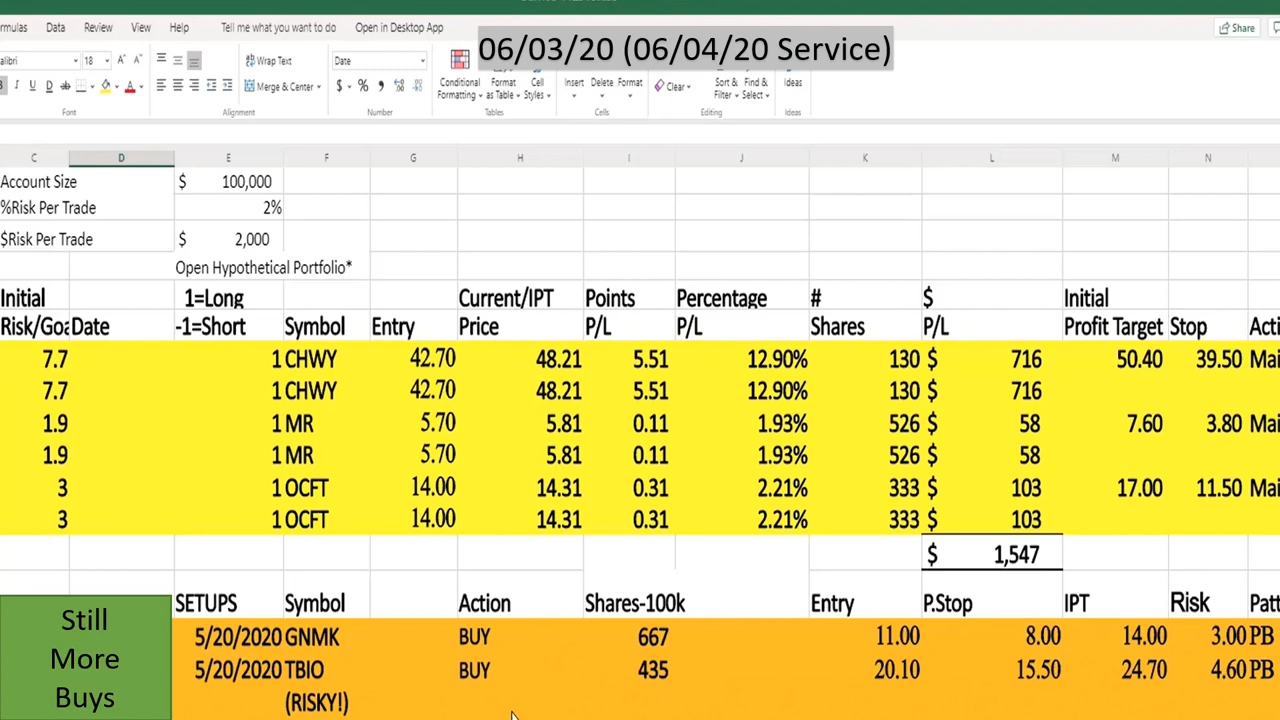 rmulas Data Review View Help Tell me what you want to do Open in Desktop App Share
06/03/20 (06/04/20 Service)
alibri 18 A A Wrap Text Date Conditional Formatting Format as Table Cell Styles Insert Delete Format Clear Sort & Filter Find & Select Ideas
I U D ab A Merge & Center $ % ,
Font Alignment Number Tables Cells Editing Ideas
C D E F G H I J K L M N
Account Size $ 100,000
%Risk Per Trade 2%
$Risk Per Trade $ 2,000
Open Hypothetical Portfolio*
Initial 1=Long Current/IPT Points Percentage # $ Initial
Risk/Goa Date -1=Short Symbol Entry Price P/L P/L Shares P/L Profit Target Stop Acti
7.7 1 CHWY 42.70 48.21 5.51 12.90% 130 $ 716 50.40 39.50 Mai
7.7 1 CHWY 42.70 48.21 5.51 12.90% 130 $ 716
1.9 1 MR 5.70 5.81 0.11 1.93% 526 $ 58 7.60 3.80 Mai
1.9 1 MR 5.70 5.81 0.11 1.93% 526 $ 58
3 1 OCFT 14.00 14.31 0.31 2.21% 333 $ 103 17.00 11.50 Mai
3 1 OCFT 14.00 14.31 0.31 2.21% 333 $ 103
$ 1,547
SETUPS Symbol Action Shares-100k Entry P.Stop IPT Risk Patt
Still
More
Buys
5/20/2020 GNMK BUY 667 11.00 8.00 14.00 3.00 PB
5/20/2020 TBIO BUY 435 20.10 15.50 24.70 4.60 PB
(RISKY!)